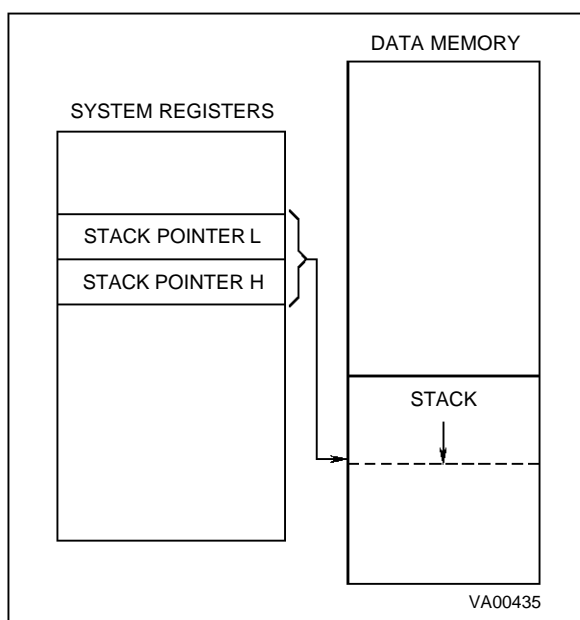 DATA MEMORY
SYSTEM REGISTERS
STACK POINTER L
STACK POINTER H
STACK
VA00435